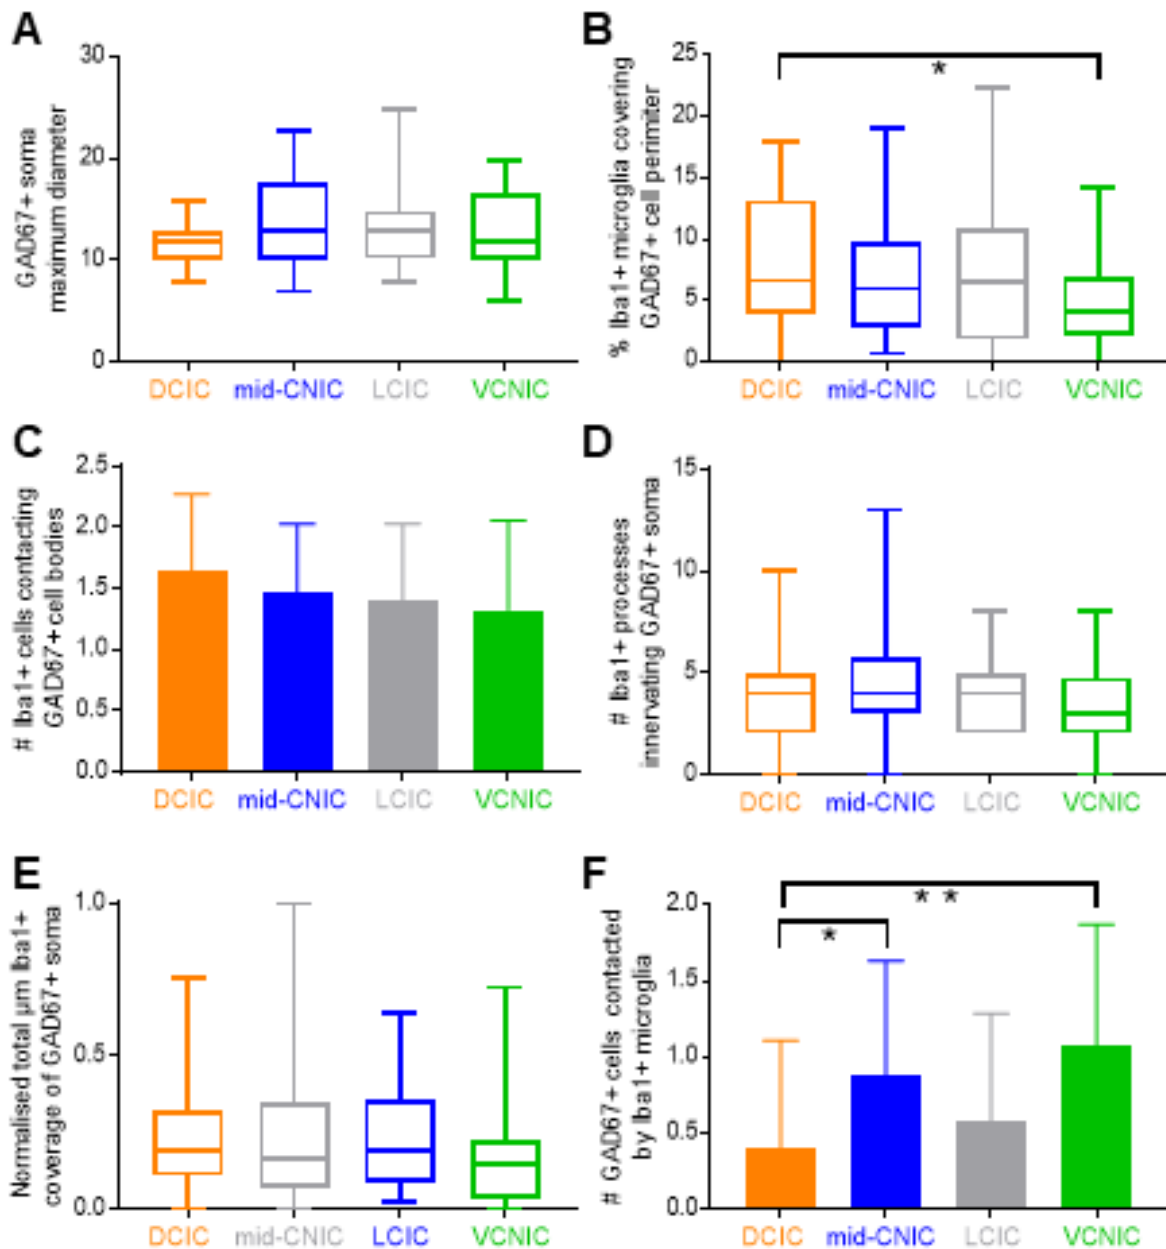 A
GAD67+ soma
maximum diameter
30
20
10
0
DCIC mid-CNIC LCIC VCNIC
B
% Iba1+ microglia covering
GAD67+ cell perimiter
25
20
15
10
5
0
*
DCIC mid-CNIC LCIC VCNIC
C
# Iba1+ cells contacting
GAD67+ cell bodies
2.5
2.0
1.5
1.0
0.5
0.0
DCIC mid-CNIC LCIC VCNIC
D
# Iba1+ processes
innervating GAD67+ soma
15
10
5
0
DCIC mid-CNIC LCIC VCNIC
E
Normalised total µm Iba1+
coverage of GAD67+ soma
1.0
0.5
0.0
DCIC mid-CNIC LCIC VCNIC
F
# GAD67+ cells contacted
by Iba1+ microglia
2.0
1.5
1.0
0.5
0.0
* *
*
DCIC mid-CNIC LCIC VCNIC